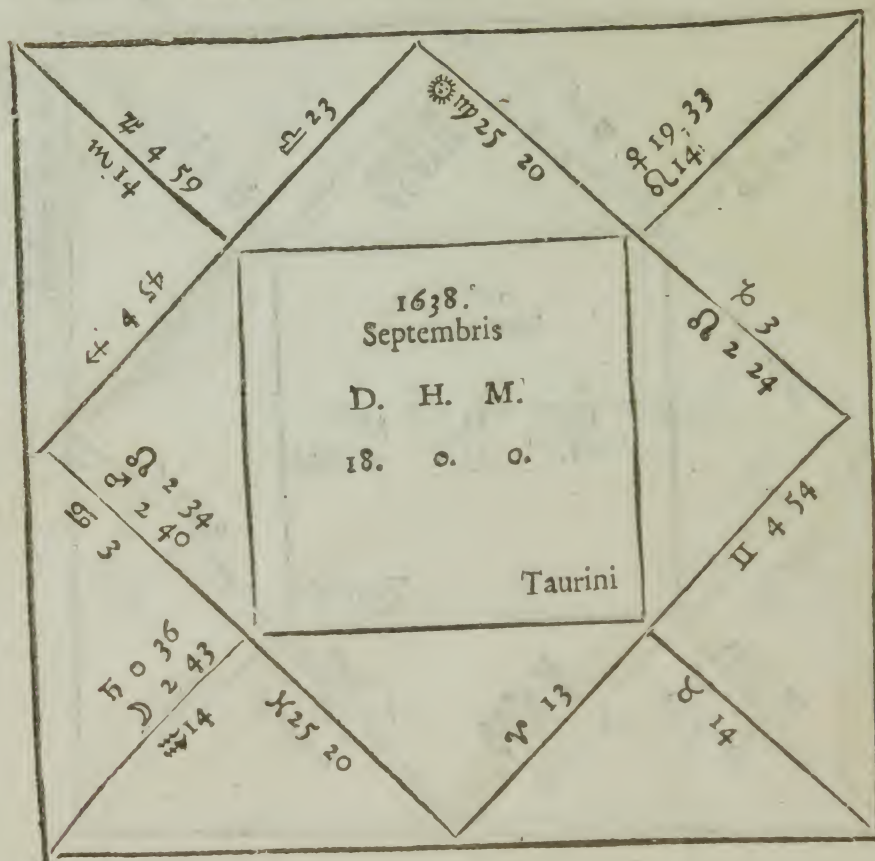 ♃ 4 59
♏ 14
♎ 23
☉ ♍ 25 20
♀ 19 : 33
♌ 14
♐ 4 45
1638.
Septembris
D. H. M.
18. 0. 0.
Taurini
♑ 3
☊ 2 24
♂ ☋ 2 34
2 40
♋ 3
♄ 0 36
☽ 2 43
♒ 14
♓ 25 20
♈ 13
♊ 4 54
♉ 14